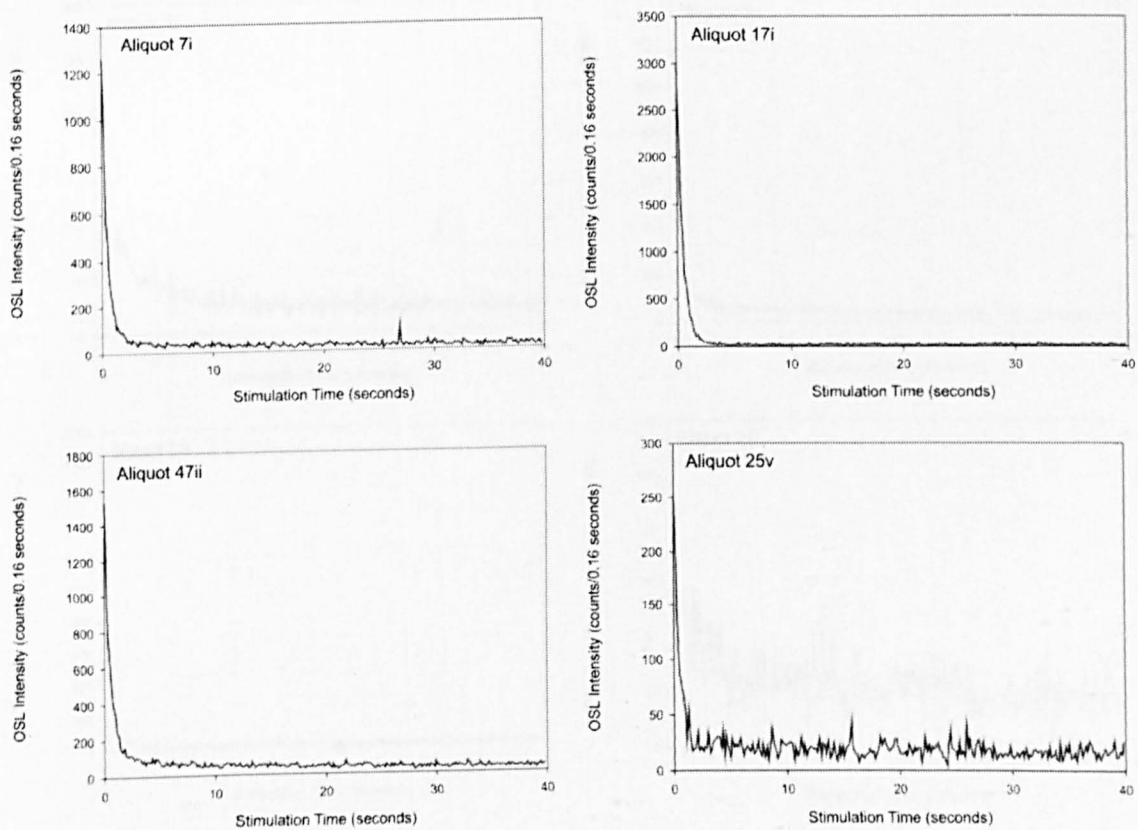 Aliquot 7i
OSL Intensity (counts/0.16 seconds)
1400
1200
1000
800
600
400
200
0
0 10 20 30 40
Stimulation Time (seconds)
Aliquot 17i
OSL Intensity (counts/0.16 seconds)
3500
3000
2500
2000
1500
1000
500
0
0 10 20 30 40
Stimulation Time (seconds)
Aliquot 47ii
OSL Intensity (counts/0.16 seconds)
1800
1600
1400
1200
1000
800
600
400
200
0
0 10 20 30 40
Stimulation Time (seconds)
Aliquot 25v
OSL Intensity (counts/0.16 seconds)
300
250
200
150
100
50
0
0 10 20 30 40
Stimulation Time (seconds)